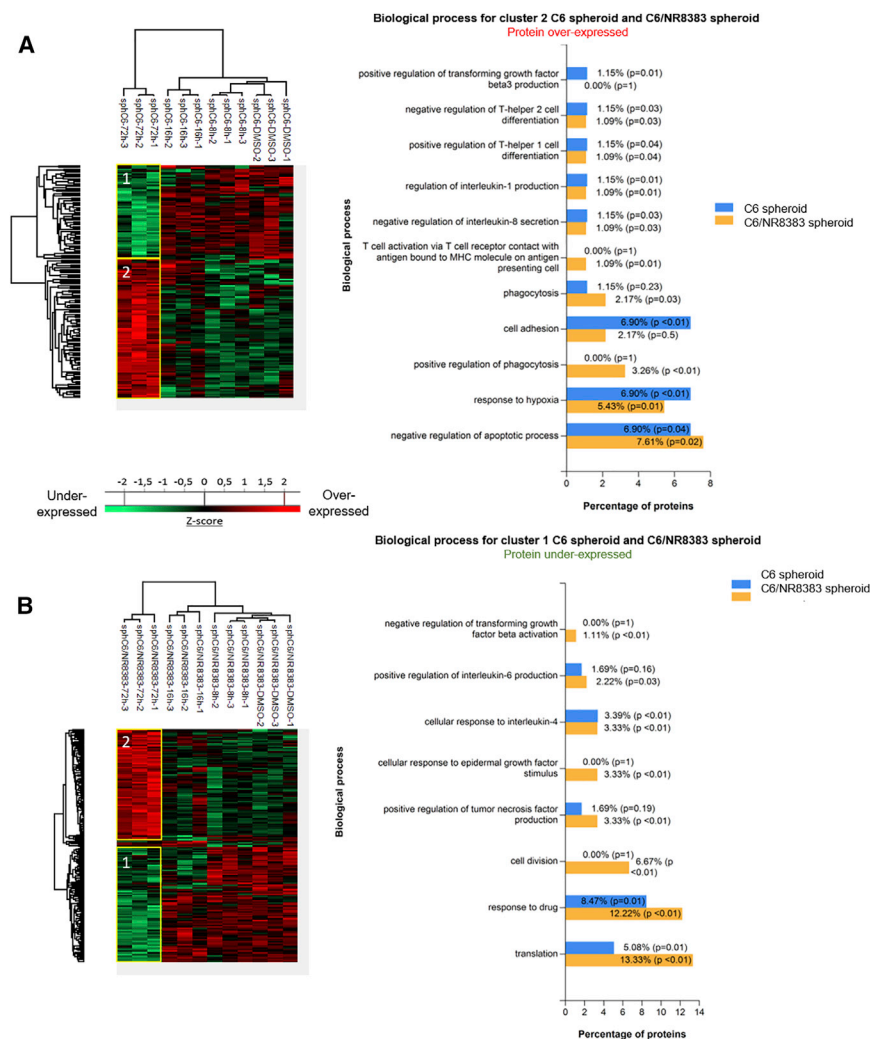 Biological process for cluster 2 C6 spheroid and C6/NR8383 spheroid
Protein over-expressed
A
sphC6-72h-3
sphC6-72h-2
sphC6-72h-1
sphC6-16h-2
sphC6-16h-3
sphC6-16h-1
sphC6-8h-2
sphC6-8h-1
sphC6-8h-3
sphC6-DMSO-2
sphC6-DMSO-3
sphC6-DMSO-1
1
2
Biological process
positive regulation of transforming growth factor
beta3 production
1.15% (p=0.01)
0.00% (p=1)
negative regulation of T-helper 2 cell
differentiation
1.15% (p=0.03)
1.09% (p=0.03)
positive regulation of T-helper 1 cell
differentiation
1.15% (p=0.04)
1.09% (p=0.04)
regulation of interleukin-1 production
1.15% (p=0.01)
1.09% (p=0.01)
negative regulation of interleukin-8 secretion
1.15% (p=0.03)
1.09% (p=0.03)
T cell activation via T cell receptor contact with
antigen bound to MHC molecule on antigen
presenting cell
0.00% (p=1)
1.09% (p=0.01)
phagocytosis
1.15% (p=0.23)
2.17% (p=0.03)
cell adhesion
6.90% (p <0.01)
2.17% (p=0.5)
positive regulation of phagocytosis
0.00% (p=1)
3.26% (p <0.01)
response to hypoxia
6.90% (p <0.01)
5.43% (p=0.01)
negative regulation of apoptotic process
6.90% (p=0.04)
7.61% (p=0.02)
0 2 4 6 8
Percentage of proteins
C6 spheroid
C6/NR8383 spheroid
-2 -1,5 -1 0,5 0 0,5 1 1,5 2
Under-
expressed
Over-
expressed
Z-score
Biological process for cluster 1 C6 spheroid and C6/NR8383 spheroid
Protein under-expressed
C6 spheroid
C6/NR8383 spheroid
B
sphC6/NR8383-72h-3
sphC6/NR8383-72h-2
sphC6/NR8383-72h-1
sphC6/NR8383-16h-3
sphC6/NR8383-16h-2
sphC6/NR8383-16h-1
sphC6/NR8383-8h-2
sphC6/NR8383-8h-3
sphC6/NR8383-8h-1
sphC6/NR8383-DMSO-2
sphC6/NR8383-DMSO-3
sphC6/NR8383-DMSO-1
2
1
Biological process
negative regulation of transforming growth
factor beta activation
0.00% (p=1)
1.11% (p <0.01)
positive regulation of interleukin-6 production
1.69% (p=0.16)
2.22% (p=0.03)
cellular response to interleukin-4
3.39% (p <0.01)
3.33% (p <0.01)
cellular response to epidermal growth factor
stimulus
0.00% (p=1)
3.33% (p <0.01)
positive regulation of tumor necrosis factor
production
1.69% (p=0.19)
3.33% (p <0.01)
cell division
0.00% (p=1)
6.67% (p
<0.01)
response to drug
8.47% (p=0.01)
12.22% (p <0.01)
translation
5.08% (p=0.01)
13.33% (p <0.01)
0 2 4 6 8 10 12 14
Percentage of proteins